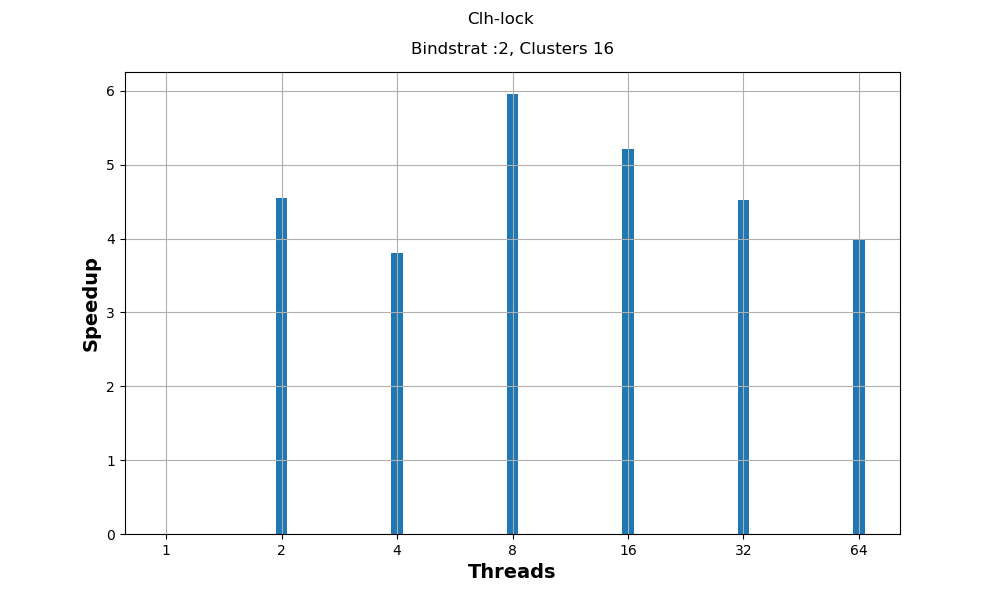 Clh-lock
Bindstrat :2, Clusters 16
6
5
4
3
2
1
0
Speedup
1 2 4 8 16 32 64
Threads